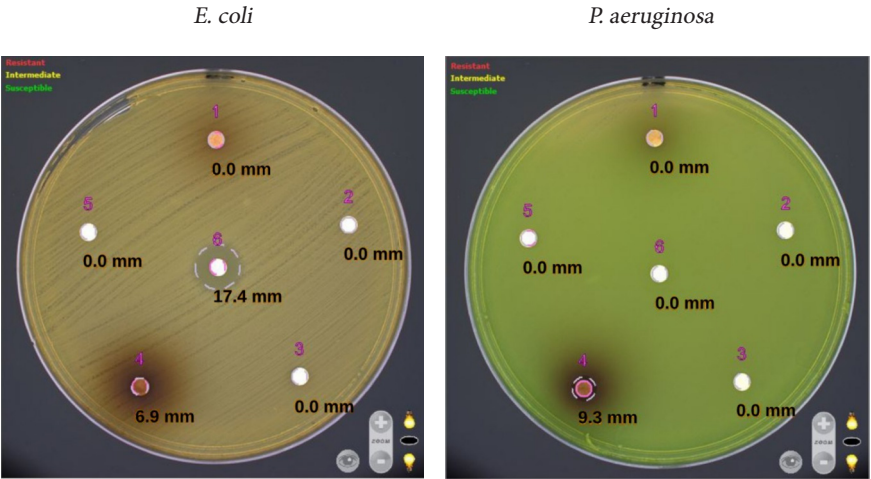 E. coli
P. aeruginosa
Resistant
Intermediate
Susceptible
1
0.0 mm
2
0.0 mm
5
0.0 mm
6
17.4 mm
4
6.9 mm
3
0.0 mm
ZOOM
Resistant
Intermediate
Susceptible
1
0.0 mm
2
0.0 mm
5
0.0 mm
6
0.0 mm
4
9.3 mm
3
0.0 mm
ZOOM